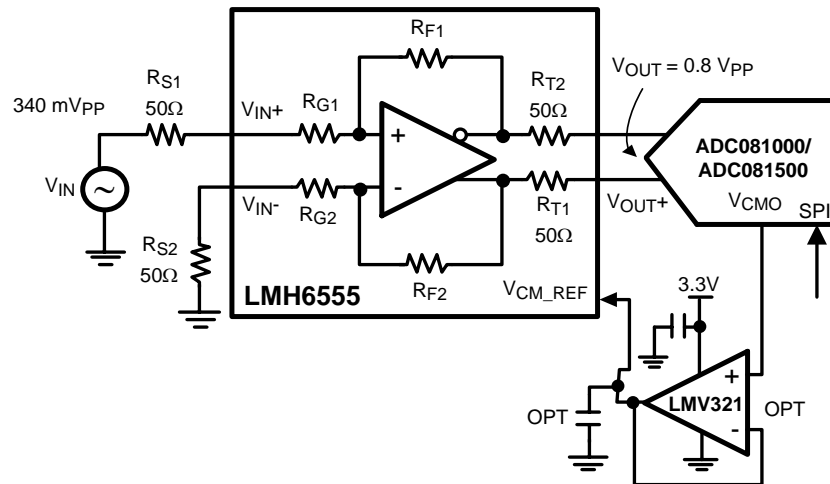 RF1
RS1
50Ω
340 mVPP
VIN+
RG1
RT2
50Ω
VOUT = 0.8 VPP
ADC081000/
ADC081500
+
-
VIN
~
VIN-
RG2
RT1
50Ω
VOUT+
VCMO
SPI
RS2
50Ω
RF2
LMH6555
VCM_REF
3.3V
+
LMV321
-
OPT
OPT